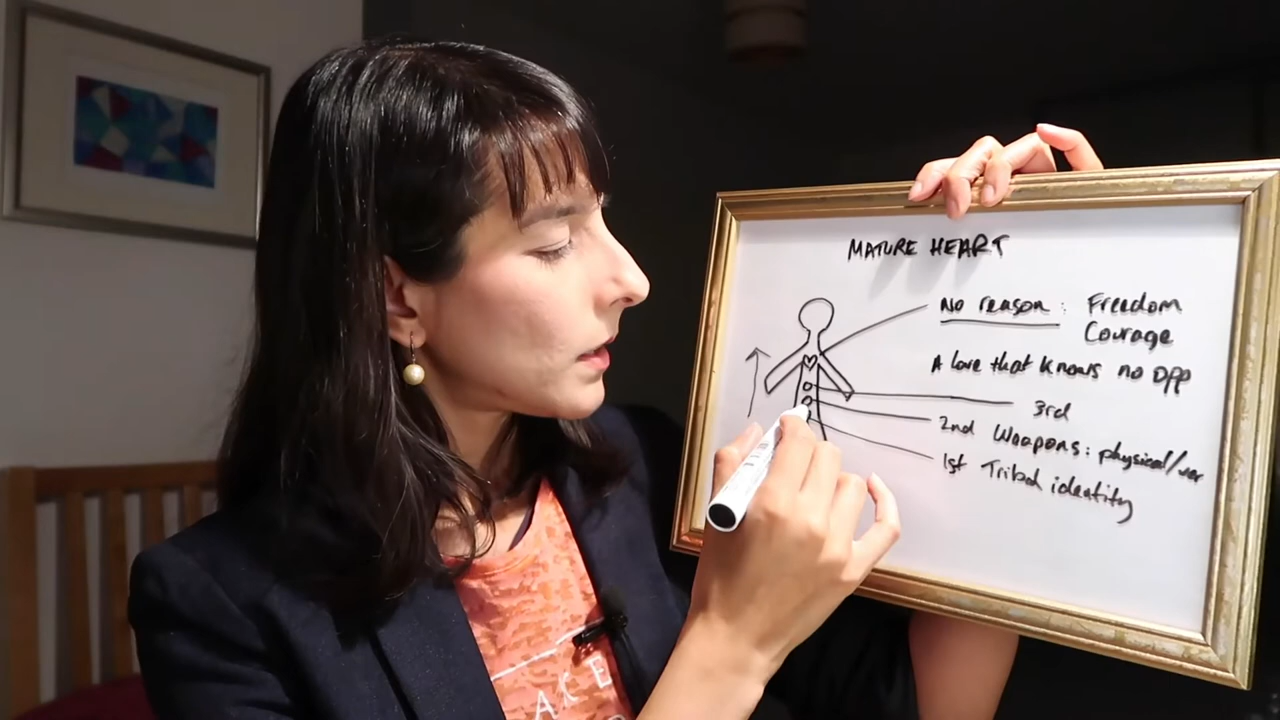 MATURE HEART
No reason: Freedom
Courage
A love that knows no opp
3rd
2nd Weapons: physical/ver
1st Tribal identity
ACE